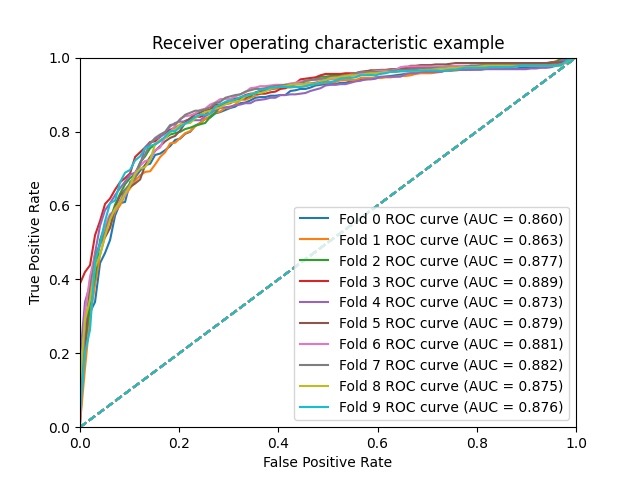 Receiver operating characteristic example
True Positive Rate
1.0
0.8
0.6
0.4
0.2
0.0
Fold 0 ROC curve (AUC = 0.860)
Fold 1 ROC curve (AUC = 0.863)
Fold 2 ROC curve (AUC = 0.877)
Fold 3 ROC curve (AUC = 0.889)
Fold 4 ROC curve (AUC = 0.873)
Fold 5 ROC curve (AUC = 0.879)
Fold 6 ROC curve (AUC = 0.881)
Fold 7 ROC curve (AUC = 0.882)
Fold 8 ROC curve (AUC = 0.875)
Fold 9 ROC curve (AUC = 0.876)
0.0 0.2 0.4 0.6 0.8 1.0
False Positive Rate